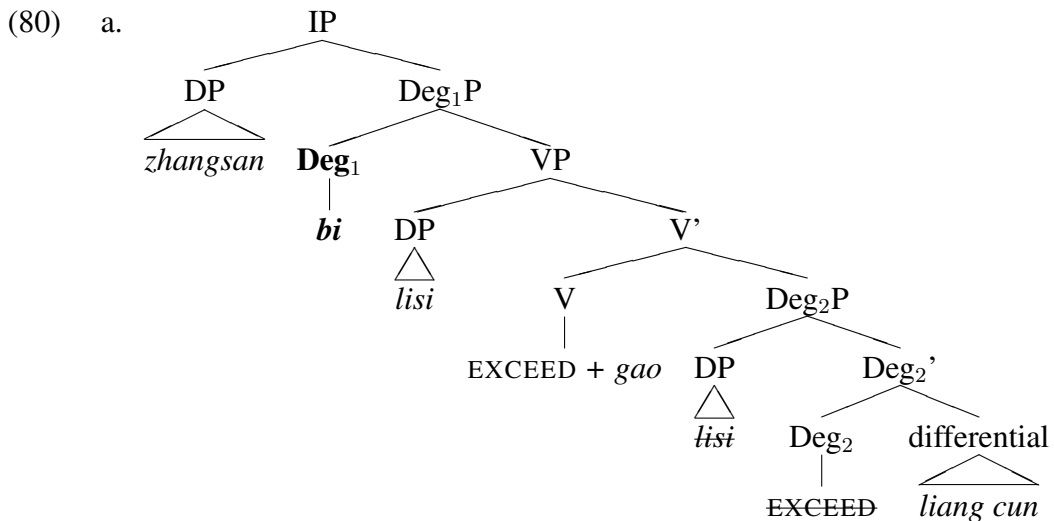 (80) a. IP
DP Deg₁P
zhangsan Deg₁ VP
bi DP V'
lisi V Deg₂P
EXCEED + gao DP Deg₂'
lisi Deg₂ differential
EXCEED liang cun